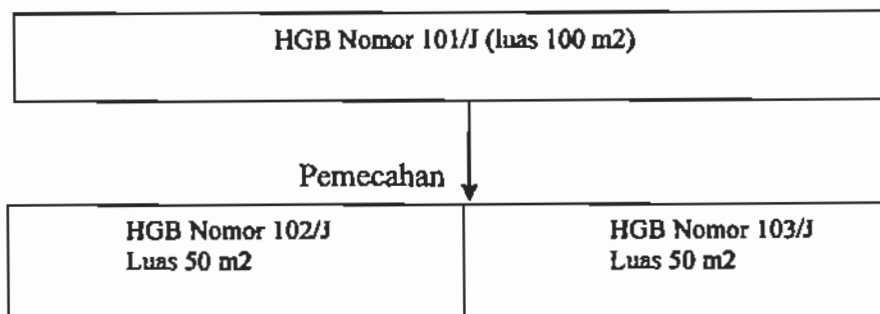 HGB Nomor 101/J (luas 100 m2)
Pemecahan
HGB Nomor 102/J
Luas 50 m2
HGB Nomor 103/J
Luas 50 m2